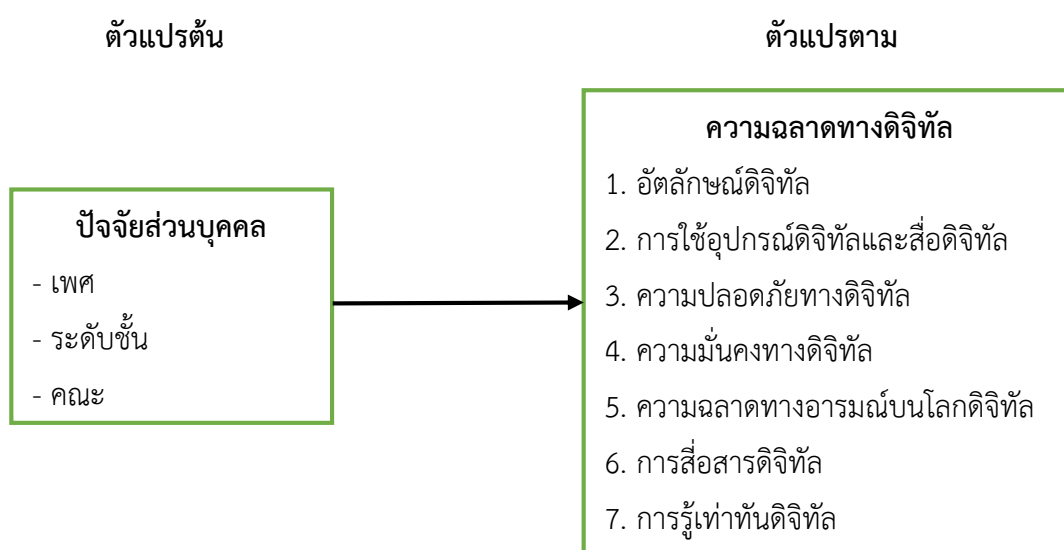 ตัวแปรต้น
ตัวแปรตาม
ปัจจัยส่วนบุคคล
- เพศ
- ระดับชั้น
- คณะ
ความฉลาดทางดิจิทัล
1. อัตลักษณ์ดิจิทัล
2. การใช้อุปกรณ์ดิจิทัลและสื่อดิจิทัล
3. ความปลอดภัยทางดิจิทัล
4. ความมั่นคงทางดิจิทัล
5. ความฉลาดทางอารมณ์บนโลกดิจิทัล
6. การสื่อสารดิจิทัล
7. การรู้เท่าทันดิจิทัล